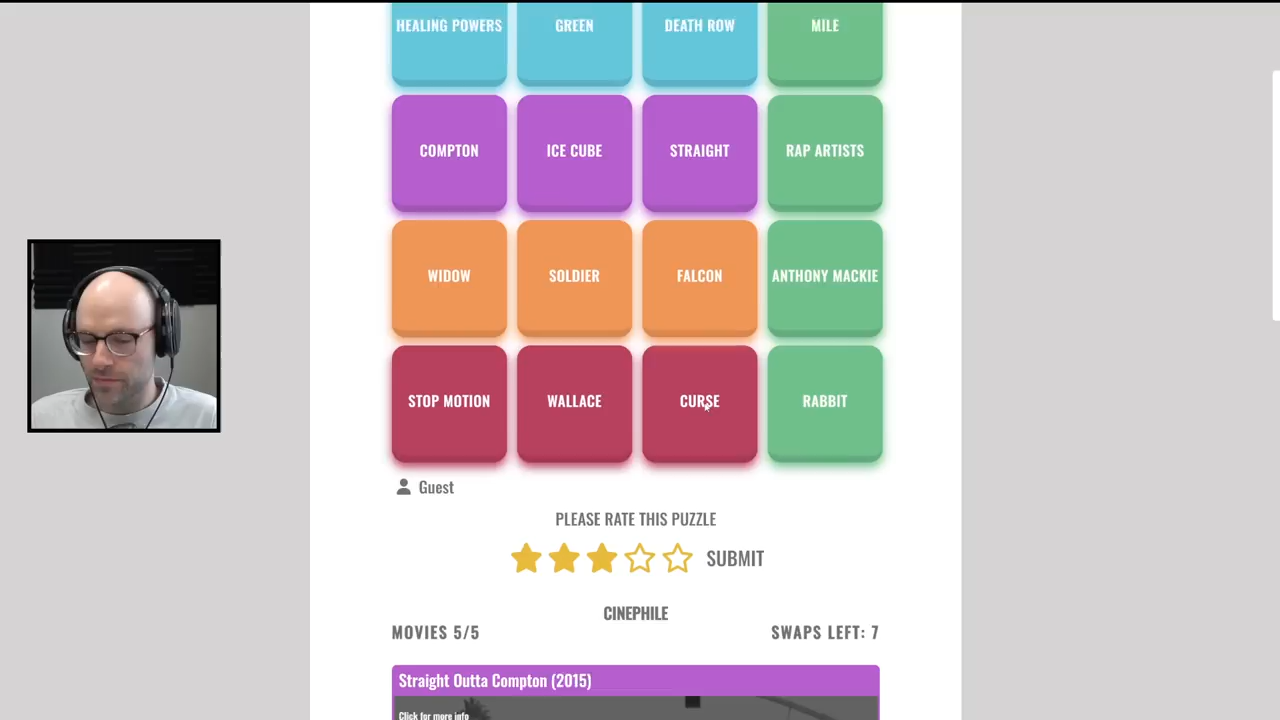 HEALING POWERS GREEN DEATH ROW MILE
COMPTON ICE CUBE STRAIGHT RAP ARTISTS
WIDOW SOLDIER FALCON ANTHONY MACKIE
STOP MOTION WALLACE CURSE RABBIT
Guest
PLEASE RATE THIS PUZZLE
SUBMIT
CINEPHILE
MOVIES 5/5 SWAPS LEFT: 7
Straight Outta Compton (2015)
Click for more info